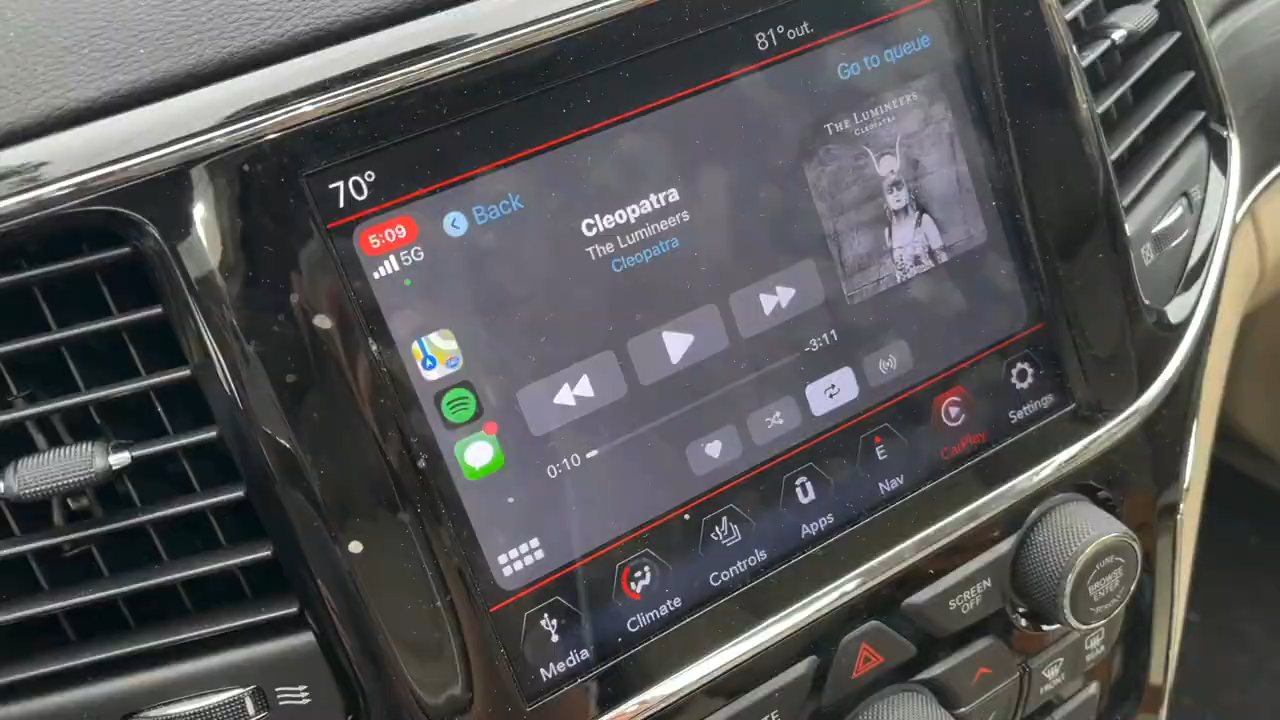 81°out.
70°
Go to queue
5:09
5G
Back
Cleopatra
The Lumineers
Cleopatra
THE LUMINEERS
CLEOPATRA
-3:11
0:10
Media
Climate
Controls
Apps
E
Nav
CarPlay
Settings
SCREEN
OFF
TUNE
BROWSE
ENTER
FRONT
REAR